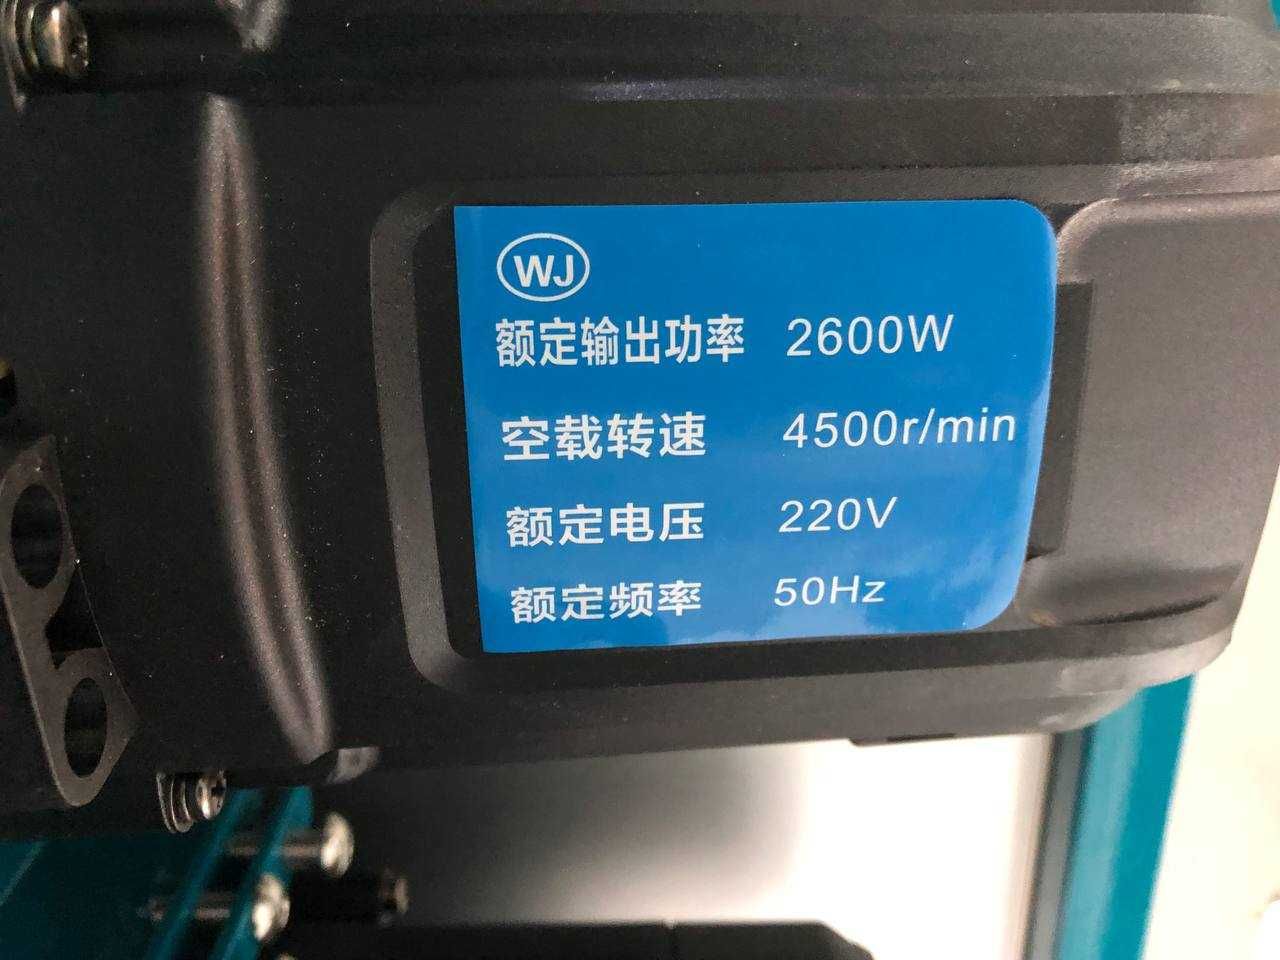 WJ
额定输出功率 2600W
空载转速 4500r/min
额定电压 220V
额定频率 50Hz